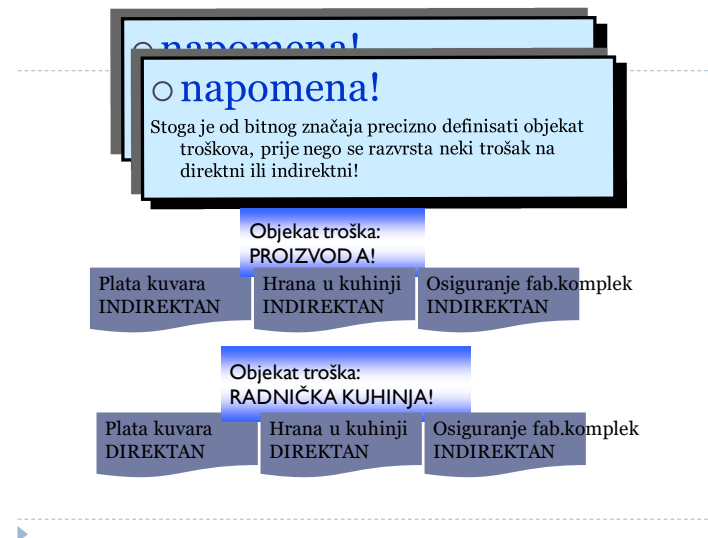 napomena!
napomena!
Stoga je od bitnog značaja precizno definisati objekat
troškova, prije nego se razvrsta neki trošak na
direktni ili indirektni!
Objekat troška:
PROIZVOD A!
Plata kuvara
INDIREKTAN
Hrana u kuhinji
INDIREKTAN
Osiguranje fab.komplek
INDIREKTAN
Objekat troška:
RADNIČKA KUHINJA!
Plata kuvara
DIREKTAN
Hrana u kuhinji
DIREKTAN
Osiguranje fab.komplek
INDIREKTAN